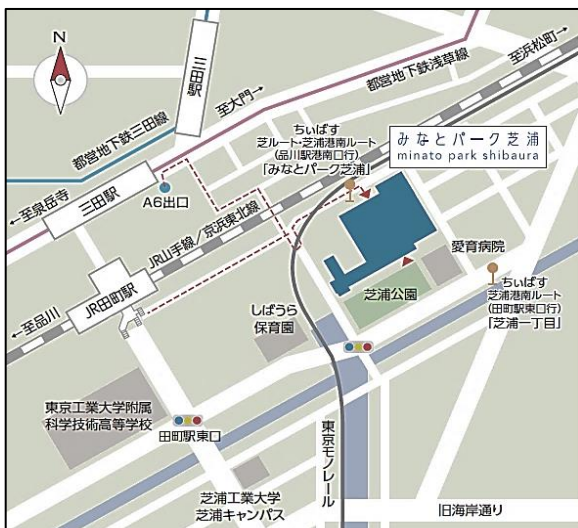 N
三田駅
都営地下鉄三田線
至大門→
都営地下鉄浅草線
至浜松町→
ちぃばす
芝ルート・芝浦港南ルート
(品川駅港南口行)
「みなとパーク芝浦」
みなとパーク芝浦
minato park shibaura
←至泉岳寺
三田駅
A6出口
JR山手線/京浜東北線
JR田町駅
←至品川
愛育病院
芝浦公園
ちぃばす
芝浦港南ルート
(田町駅東口行)
「芝浦一丁目」
しばうら
保育園
東京工業大学附属
科学技術高等学校
田町駅東口
東京モノレール
芝浦工業大学
芝浦キャンパス
旧海岸通り